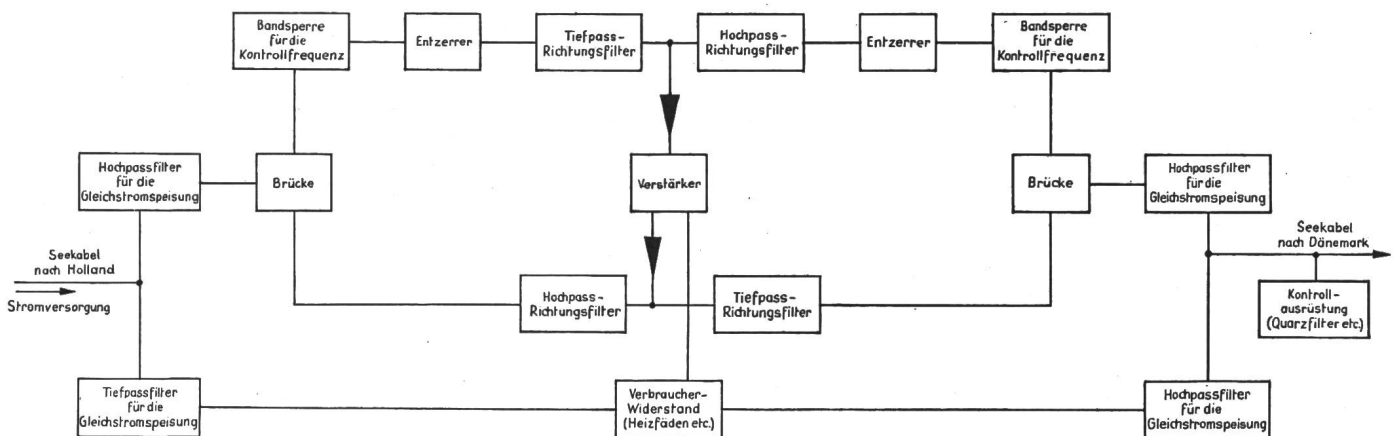 Bandsperre
für die
Kontrollfrequenz
Entzerrer
Tiefpass-
Richtungsfilter
Hochpass-
Richtungsfilter
Entzerrer
Bandsperre
für die
Kontrollfrequenz
Hochpassfilter
für die
Gleichstromspeisung
Brücke
Verstärker
Brücke
Hochpassfilter
für die
Gleichstromspeisung
Seekabel
nach Holland
Stromversorgung
Seekabel
nach Dänemark
Hochpass-
Richtungsfilter
Tiefpass-
Richtungsfilter
Kontroll-
ausrüstung
(Quarzfilter etc.)
Tiefpassfilter
für die
Gleichstromspeisung
Verbraucher-
Widerstand
(Heizfäden etc.)
Hochpassfilter
für die
Gleichstromspeisung